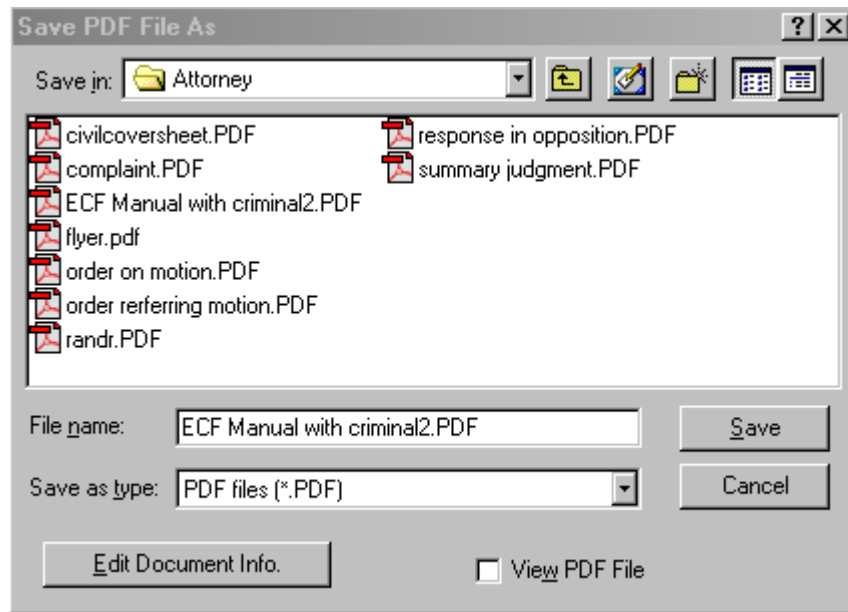 Save PDF File As
Save in: Attorney
civilcoversheet.PDF
complaint.PDF
ECF Manual with criminal2.PDF
flyer.pdf
order on motion.PDF
order rerferring motion.PDF
randr.PDF
response in opposition.PDF
summary judgment.PDF
File name: ECF Manual with criminal2.PDF
Save
Save as type: PDF files (*.PDF)
Cancel
Edit Document Info.
View PDF File